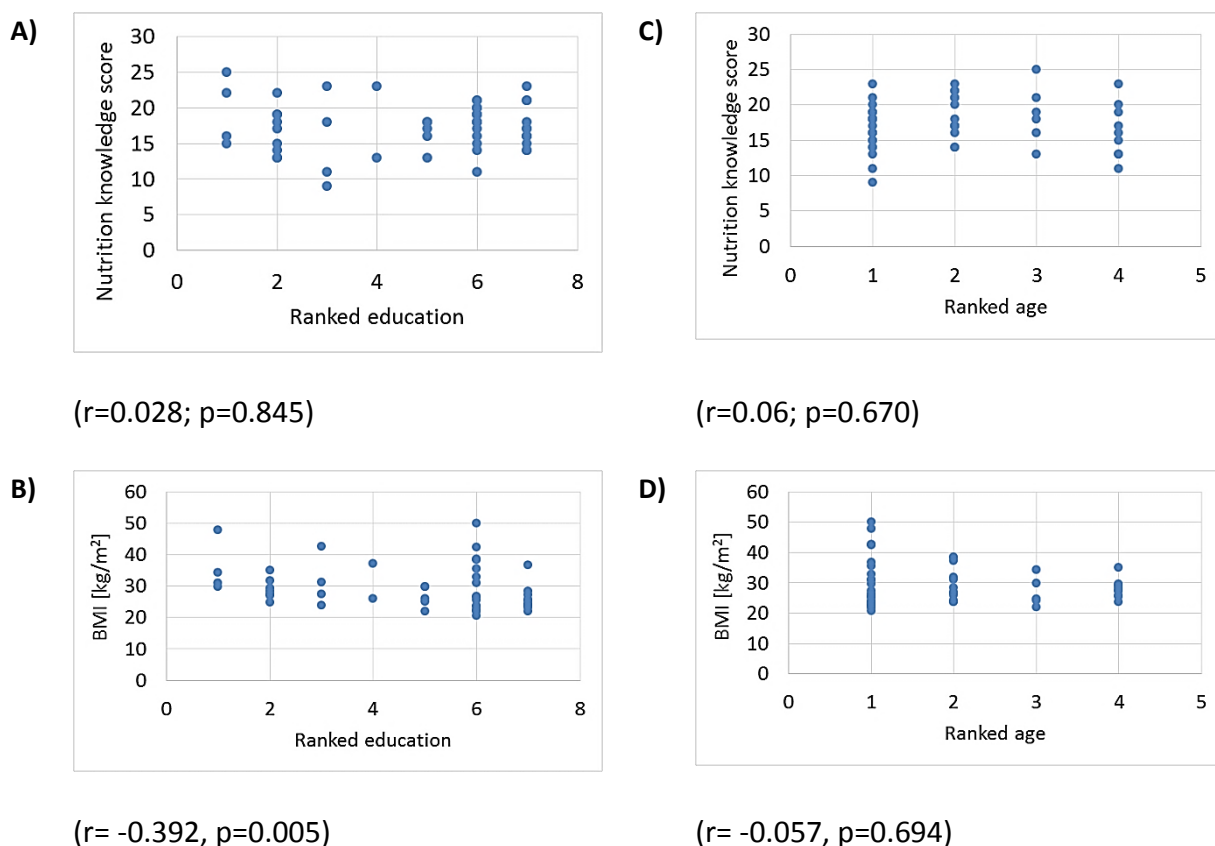 A)
30
25
20
15
10
5
0
Nutrition knowledge score
0 2 4 6 8
Ranked education
(r=0.028; p=0.845)
C)
30
25
20
15
10
5
0
Nutrition knowledge score
0 1 2 3 4 5
Ranked age
(r=0.06; p=0.670)
B)
60
50
40
30
20
10
0
BMI [kg/m²]
0 2 4 6 8
Ranked education
(r= -0.392, p=0.005)
D)
60
50
40
30
20
10
0
BMI [kg/m²]
0 1 2 3 4 5
Ranked age
(r= -0.057, p=0.694)